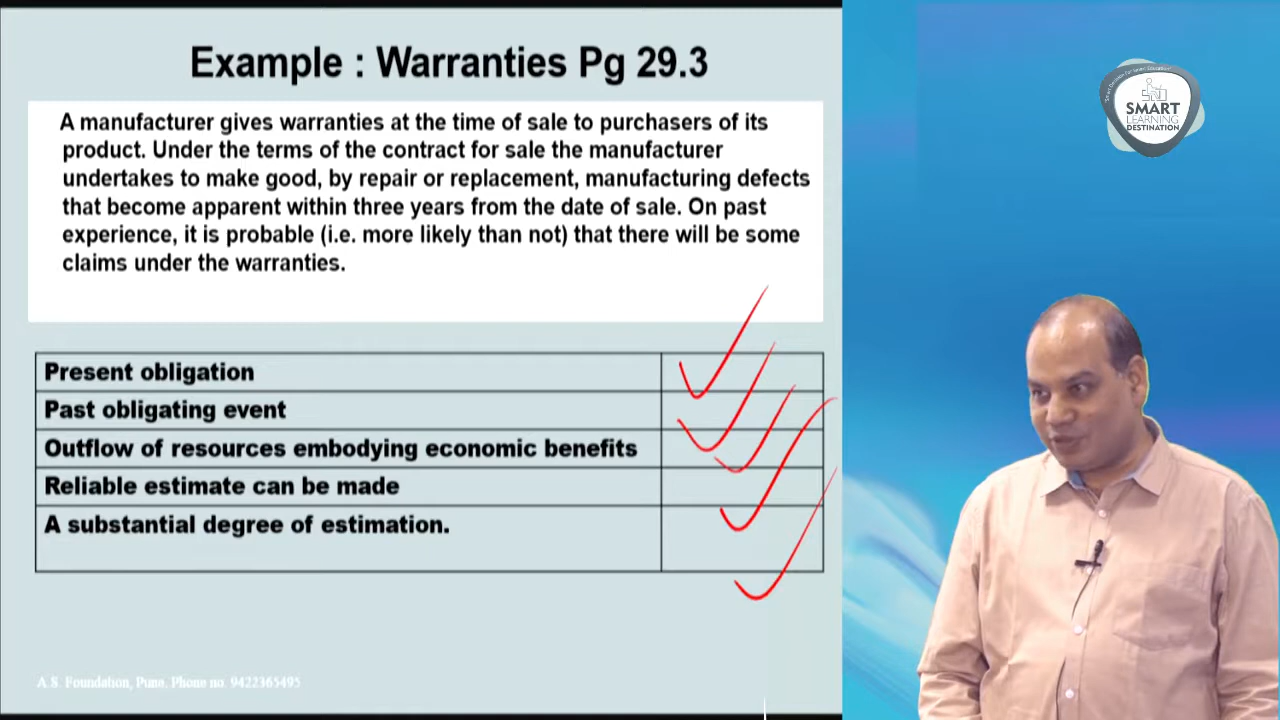 Example : Warranties Pg 29.3
A manufacturer gives warranties at the time of sale to purchasers of its
product. Under the terms of the contract for sale the manufacturer
undertakes to make good, by repair or replacement, manufacturing defects
that become apparent within three years from the date of sale. On past
experience, it is probable (i.e. more likely than not) that there will be some
claims under the warranties.
Present obligation
Past obligating event
Outflow of resources embodying economic benefits
Reliable estimate can be made
A substantial degree of estimation.
A.S. Foundation, Pune. Phone no. 9422365495
SMART
LEARNING
DESTINATION